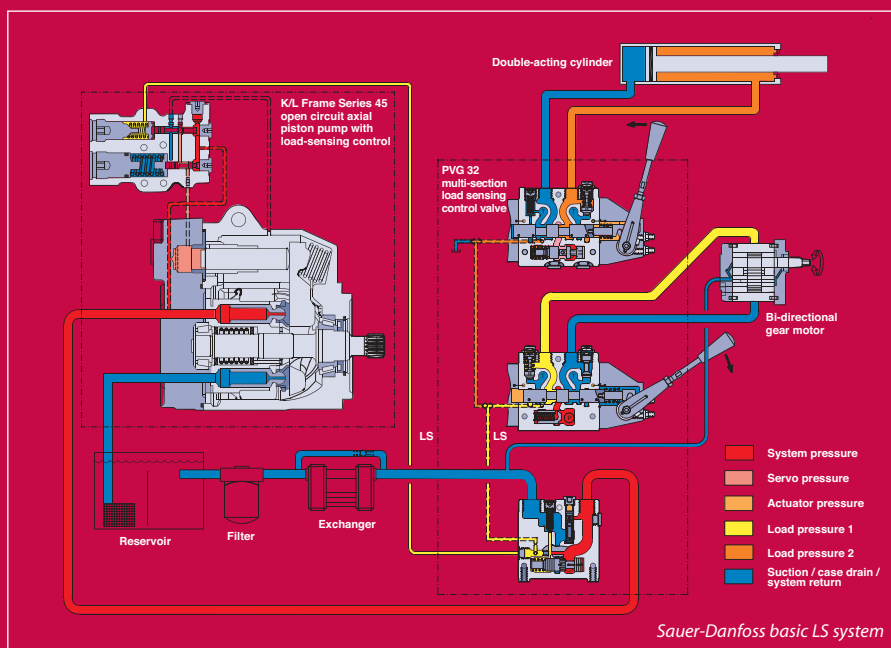 Double-acting cylinder
K/L Frame Series 45
open circuit axial
piston pump with
load-sensing control
PVG 32
multi-section
load sensing
control valve
Bi-directional
gear motor
LS
LS
Reservoir
Filter
Exchanger
System pressure
Servo pressure
Actuator pressure
Load pressure 1
Load pressure 2
Suction / case drain /
system return
Sauer-Danfoss basic LS system